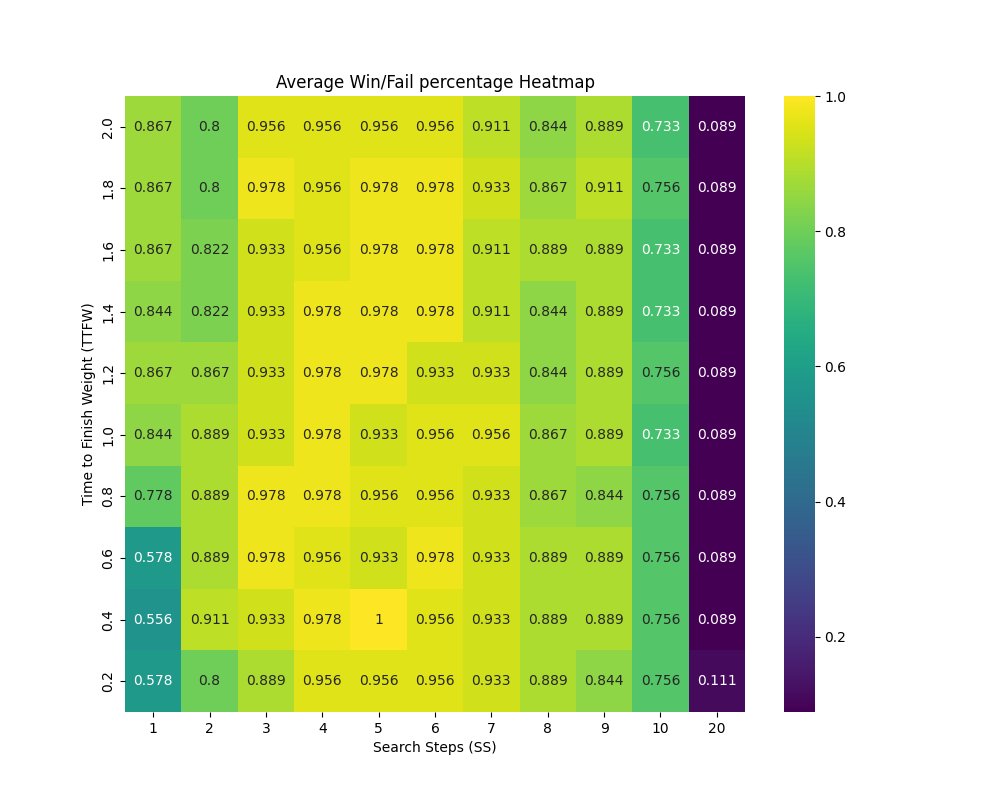 Average Win/Fail percentage Heatmap
2.0 0.867 0.8 0.956 0.956 0.956 0.956 0.911 0.844 0.889 0.733 0.089
1.8 0.867 0.8 0.978 0.956 0.978 0.978 0.933 0.867 0.911 0.756 0.089
1.6 0.867 0.822 0.933 0.956 0.978 0.978 0.911 0.889 0.889 0.733 0.089
1.4 0.844 0.822 0.933 0.978 0.978 0.978 0.911 0.844 0.889 0.733 0.089
1.2 0.867 0.867 0.933 0.978 0.978 0.933 0.933 0.844 0.889 0.756 0.089
1.0 0.844 0.889 0.933 0.978 0.933 0.956 0.956 0.867 0.889 0.733 0.089
0.8 0.778 0.889 0.978 0.978 0.956 0.956 0.933 0.867 0.844 0.756 0.089
0.6 0.578 0.889 0.978 0.956 0.933 0.978 0.933 0.889 0.889 0.756 0.089
0.4 0.556 0.911 0.933 0.978 1 0.956 0.933 0.889 0.889 0.756 0.089
0.2 0.578 0.8 0.889 0.956 0.956 0.956 0.933 0.889 0.844 0.756 0.111
1 2 3 4 5 6 7 8 9 10 20
Search Steps (SS)
Time to Finish Weight (TTFW)
1.0
0.8
0.6
0.4
0.2